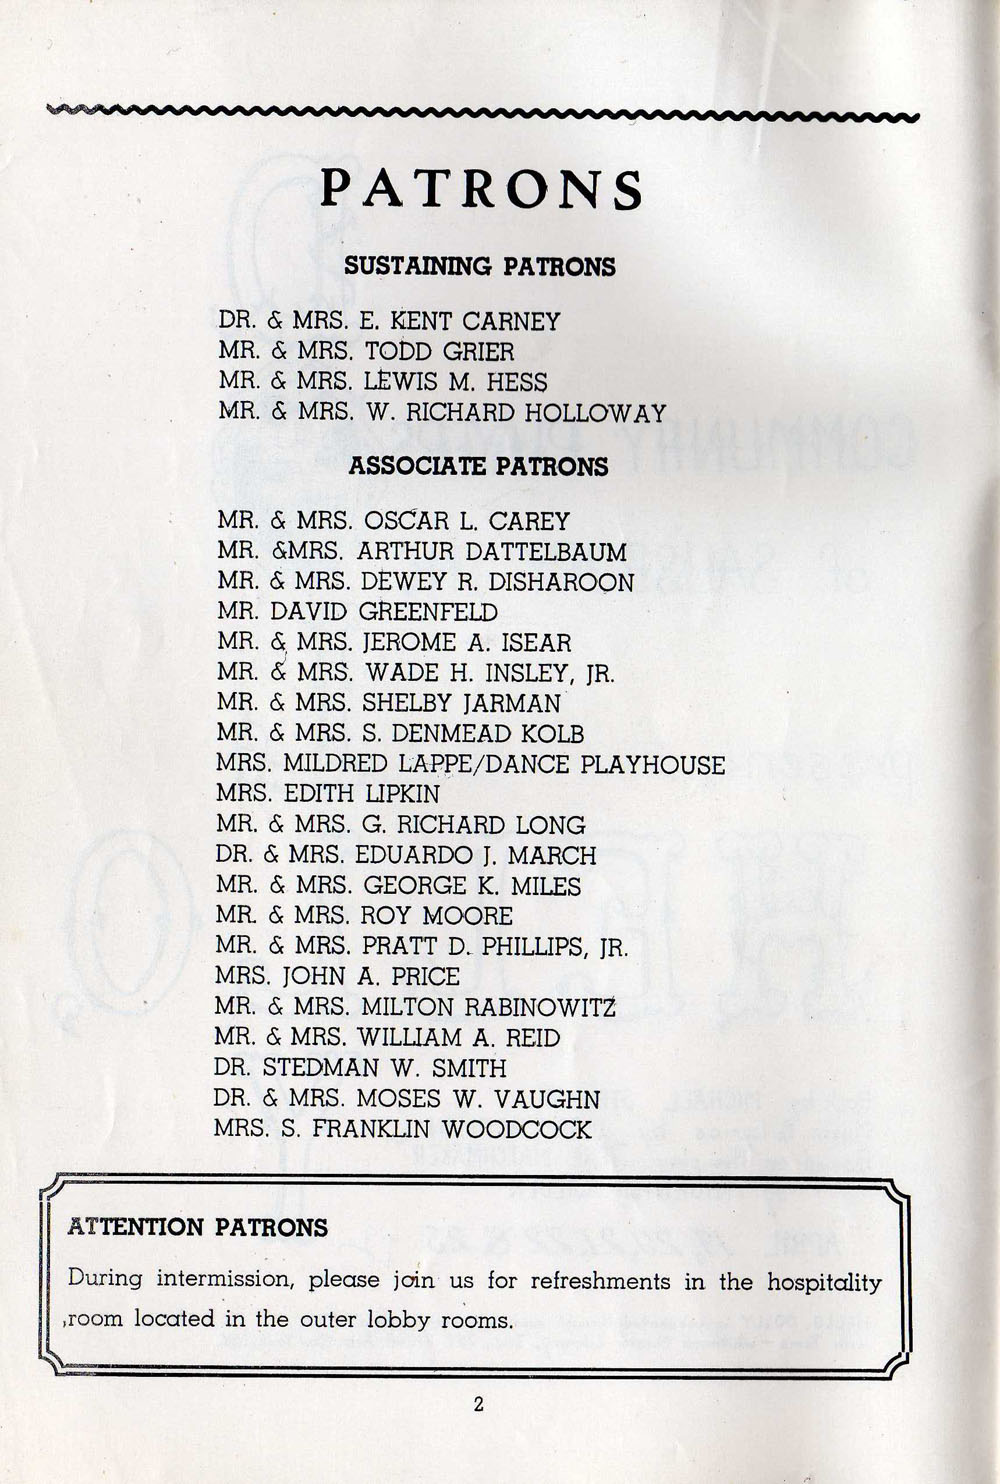 PATRONS
SUSTAINING PATRONS
DR. & MRS. E. KENT CARNEY
MR. & MRS. TODD GRIER
MR. & MRS. LEWIS M. HESS
MR. & MRS. W. RICHARD HOLLOWAY
ASSOCIATE PATRONS
MR. & MRS. OSCAR L. CAREY
MR. &MRS. ARTHUR DATTELBAUM
MR. & MRS. DEWEY R. DISHAROON
MR. DAVID GREENFELD
MR. & MRS. JEROME A. ISEAR
MR. & MRS. WADE H. INSLEY, JR.
MR. & MRS. SHELBY JARMAN
MR. & MRS. S. DENMEAD KOLB
MRS. MILDRED LAPPE/DANCE PLAYHOUSE
MRS. EDITH LIPKIN
MR. & MRS. G. RICHARD LONG
DR. & MRS. EDUARDO J. MARCH
MR. & MRS. GEORGE K. MILES
MR. & MRS. ROY MOORE
MR. & MRS. PRATT D. PHILLIPS, JR.
MRS. JOHN A. PRICE
MR. & MRS. MILTON RABINOWITZ
MR. & MRS. WILLIAM A. REID
DR. STEDMAN W. SMITH
DR. & MRS. MOSES W. VAUGHN
MRS. S. FRANKLIN WOODCOCK
ATTENTION PATRONS
During intermission, please join us for refreshments in the hospitality
,room located in the outer lobby rooms.
2